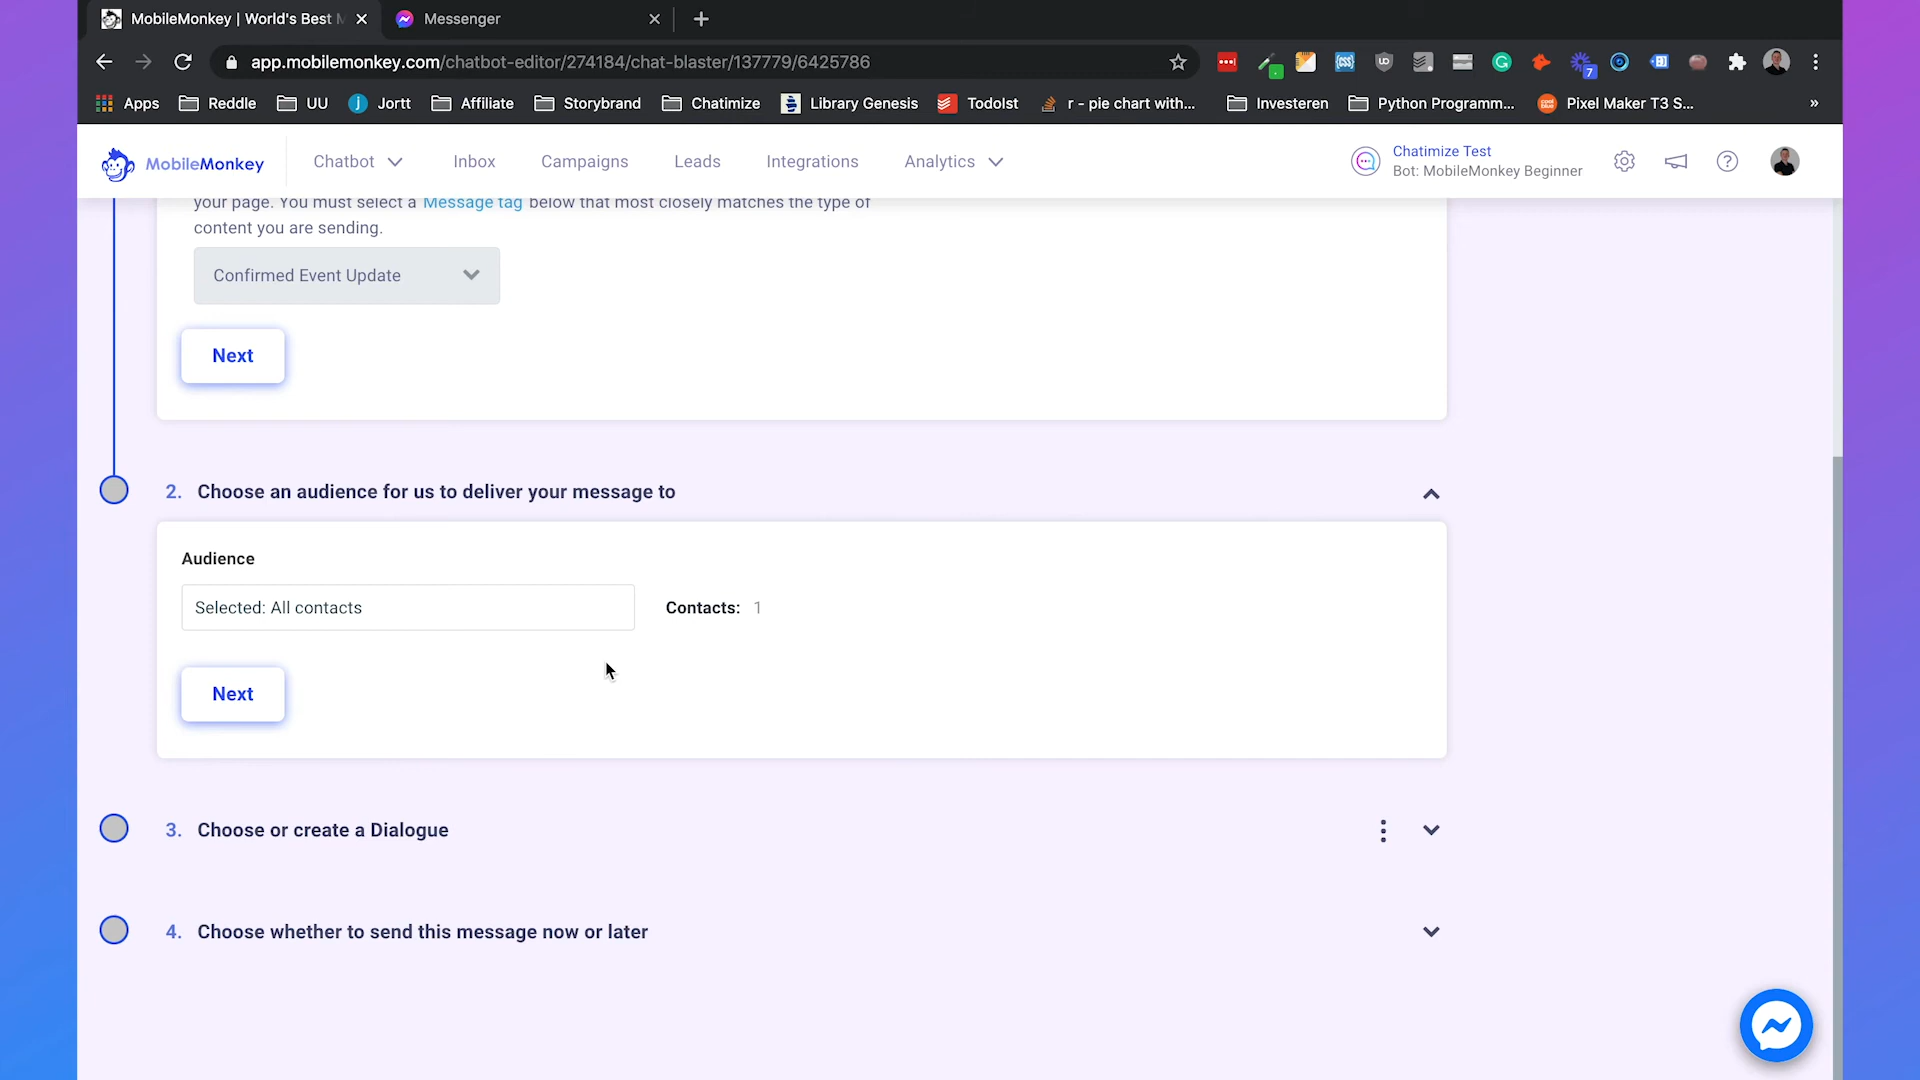 MobileMonkey | World's Best M
Messenger
app.mobilemonkey.com/chatbot-editor/274184/chat-blaster/137779/6425786
7
Apps
Reddle
UU
Jortt
Affiliate
Storybrand
Chatimize
Library Genesis
TodoIst
r - pie chart with...
Investeren
Python Programm...
Pixel Maker T3 S...
»
MobileMonkey
Chatbot
Inbox
Campaigns
Leads
Integrations
Analytics
Chatimize Test
Bot: MobileMonkey Beginner
your page. You must select a Message tag below that most closely matches the type of
content you are sending.
Confirmed Event Update
Next
2. Choose an audience for us to deliver your message to
Audience
Selected: All contacts
Contacts: 1
Next
3. Choose or create a Dialogue
4. Choose whether to send this message now or later